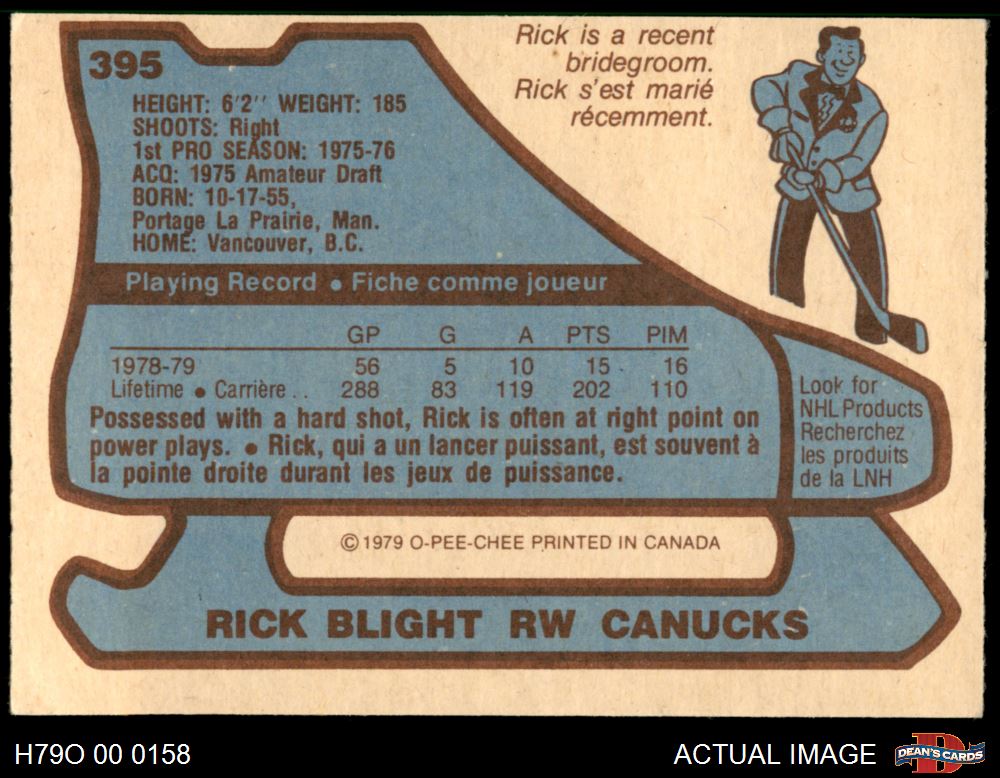 395
Rick is a recent
bridegroom.
Rick s'est marié
récemment.
HEIGHT: 6'2'' WEIGHT: 185
SHOOTS: Right
1st PRO SEASON: 1975-76
ACQ: 1975 Amateur Draft
BORN: 10-17-55,
Portage La Prairie, Man.
HOME: Vancouver, B.C.
Playing Record • Fiche comme joueur
GP G A PTS PIM
1978-79 56 5 10 15 16
Lifetime • Carrière . . 288 83 119 202 110
Possessed with a hard shot, Rick is often at right point on
power plays. • Rick, qui a un lancer puissant, est souvent à
la pointe droite durant les jeux de puissance.
Look for
NHL Products
Recherchez
les produits
de la LNH
© 1979 O-PEE-CHEE PRINTED IN CANADA
RICK BLIGHT RW CANUCKS
H79O 00 0158
ACTUAL IMAGE
D
DEAN'S CARDS